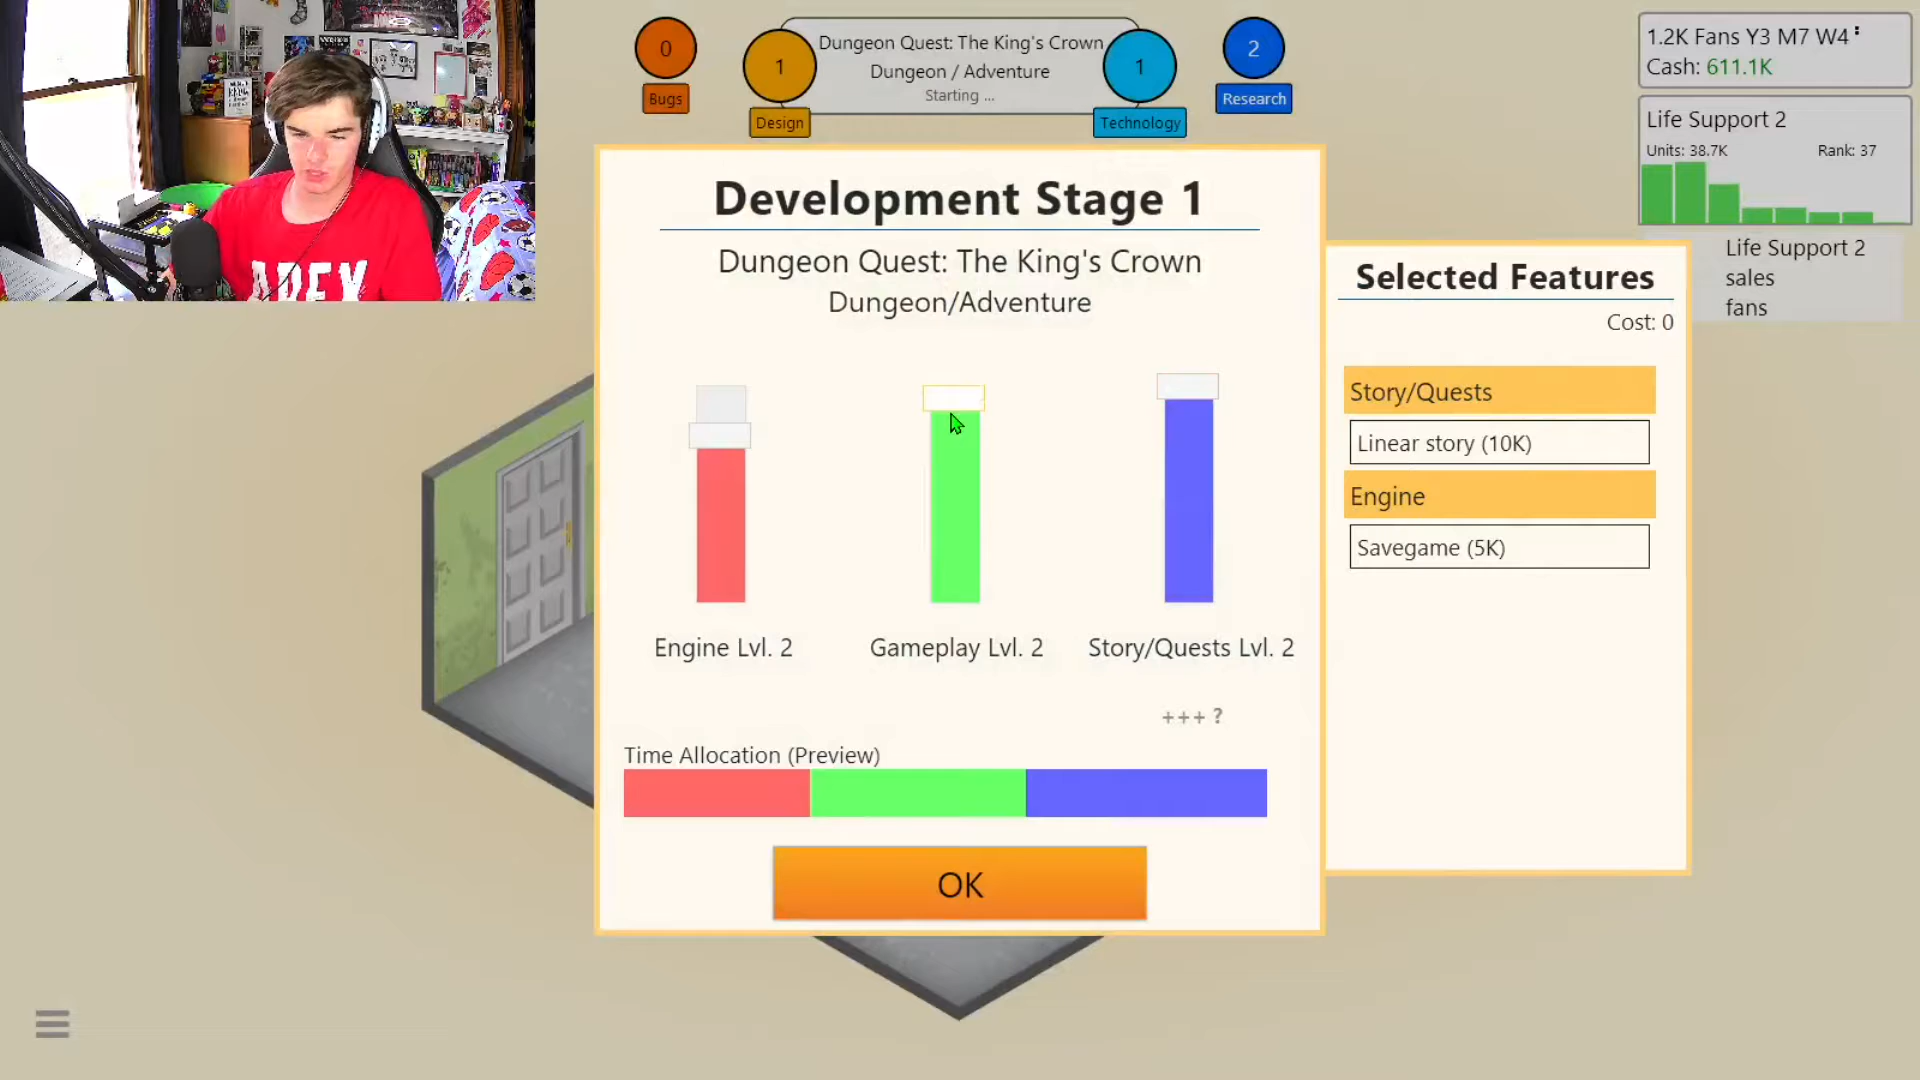 0
Bugs
1
Design
Dungeon Quest: The King's Crown
Dungeon / Adventure
Starting ...
1
Technology
2
Research
1.2K Fans Y3 M7 W4
Cash: 611.1K
Life Support 2
Units: 38.7K
Rank: 37
Life Support 2
sales
fans
Development Stage 1
Dungeon Quest: The King's Crown
Dungeon/Adventure
Engine Lvl. 2
Gameplay Lvl. 2
Story/Quests Lvl. 2
+++ ?
Time Allocation (Preview)
OK
Selected Features
Cost: 0
Story/Quests
Linear story (10K)
Engine
Savegame (5K)